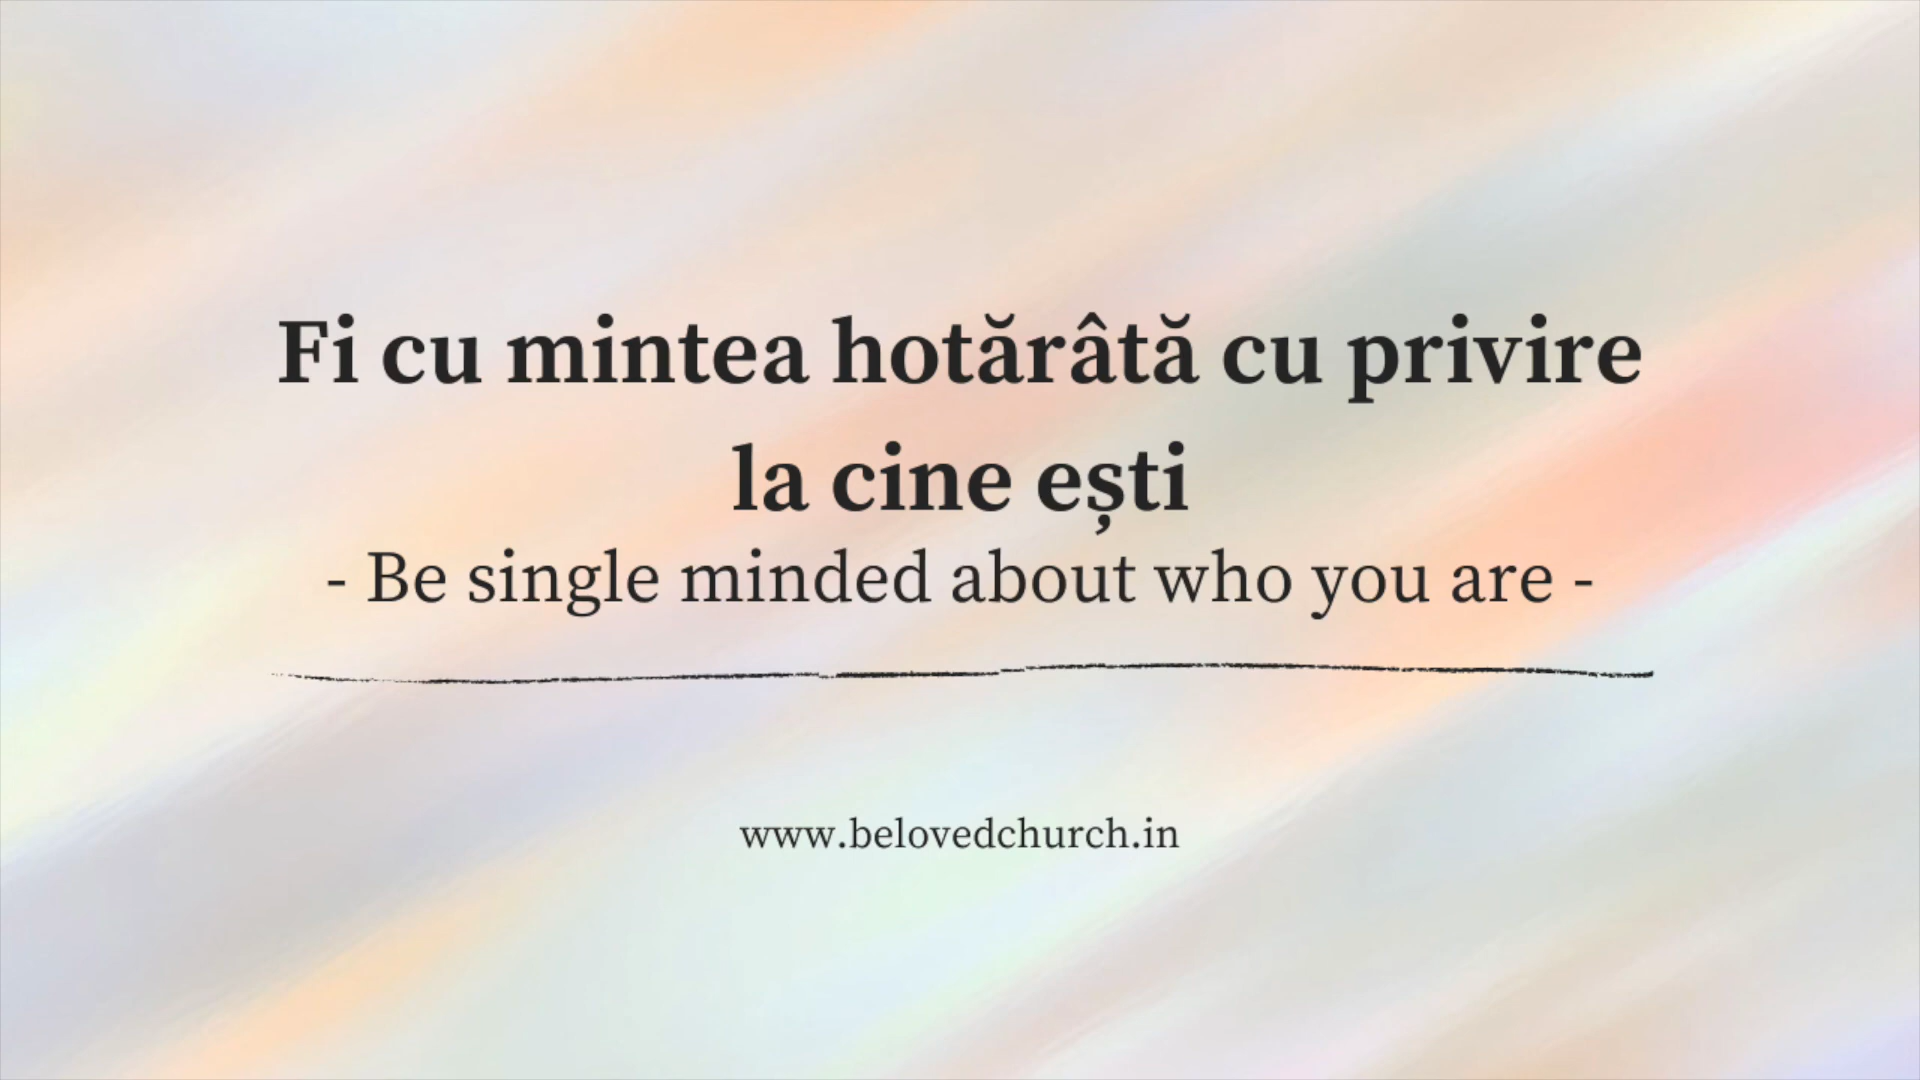 Fi cu mintea hotărâtă cu privire
la cine ești
- Be single minded about who you are -
www.belovedchurch.in